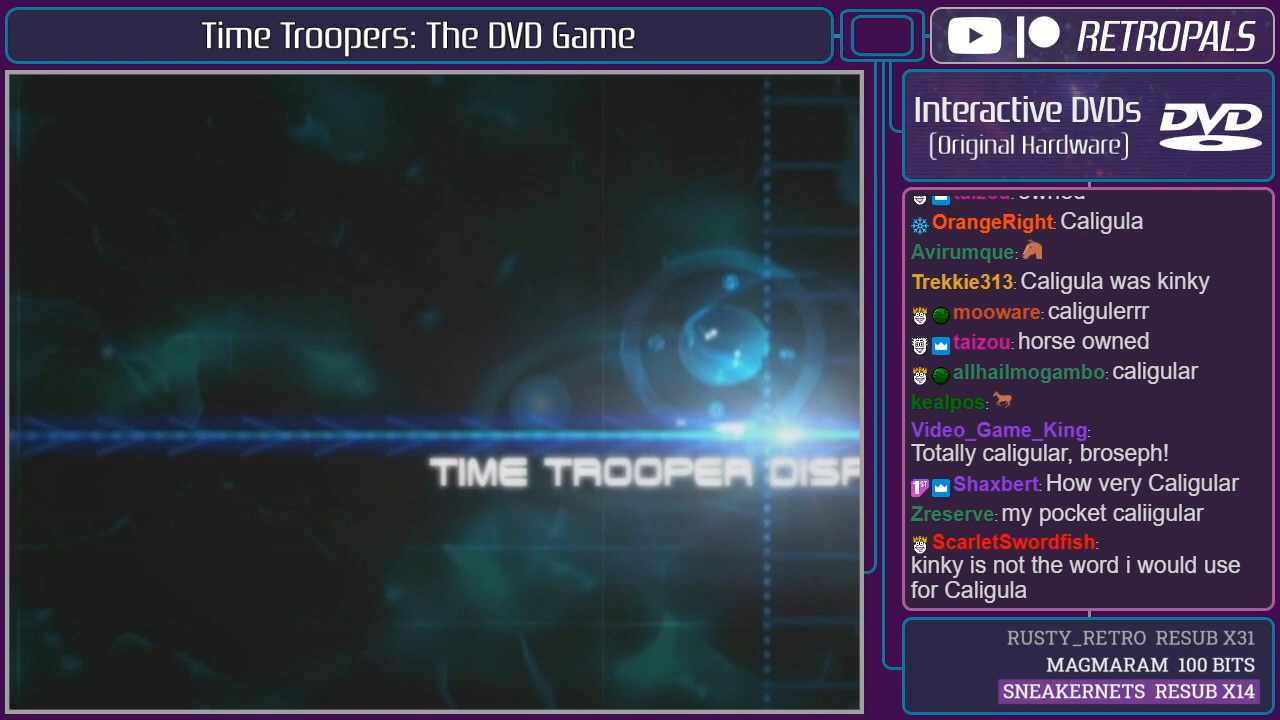 Time Troopers: The DVD Game
RETROPALS
Interactive DVDs
(Original Hardware)
DVD
TIME TROOPER DISP
taizou: owned
OrangeRight: Caligula
Avirumque:
Trekkie313: Caligula was kinky
mooware: caligulerrr
taizou: horse owned
allhailmogambo: caligular
kealpos:
Video_Game_King:
Totally caligular, broseph!
1ST Shaxbert: How very Caligular
Zreserve: my pocket caliigular
ScarletSwordfish:
kinky is not the word i would use
for Caligula
RUSTY_RETRO RESUB X31
MAGMARAM 100 BITS
SNEAKERNETS RESUB X14